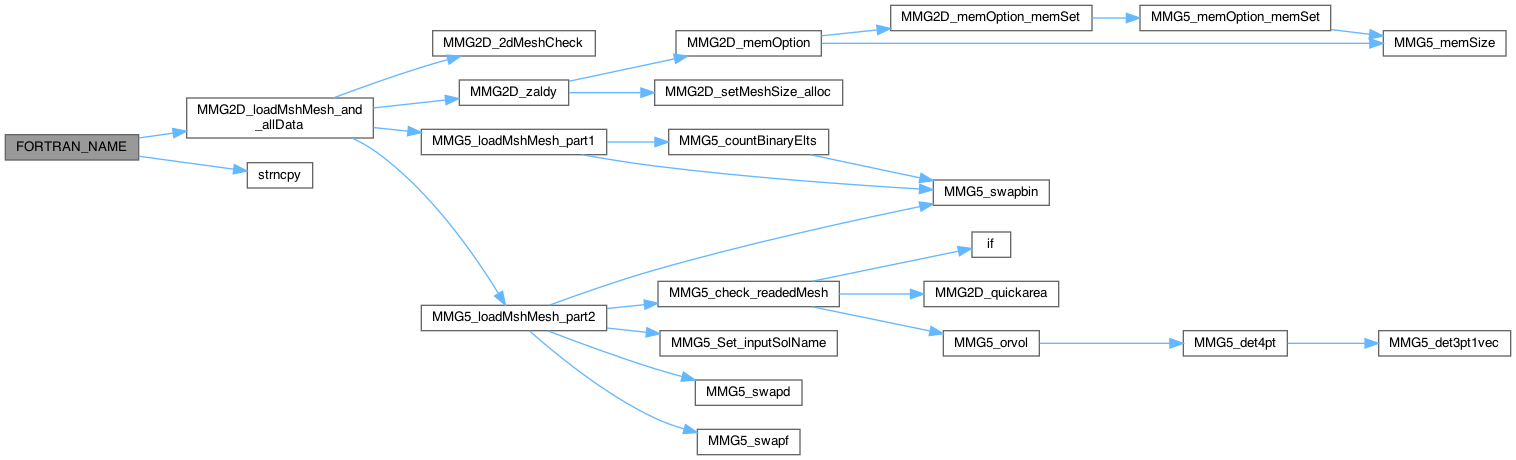 FORTRAN_NAME
MMG2D_loadMshMesh_and
_allData
strncpy
MMG2D_2dMeshCheck
MMG2D_zaldy
MMG5_loadMshMesh_part1
MMG5_loadMshMesh_part2
MMG2D_memOption
MMG2D_setMeshSize_alloc
MMG5_countBinaryElts
MMG5_check_readedMesh
MMG5_Set_inputSolName
MMG5_swapd
MMG5_swapf
MMG2D_memOption_memSet
MMG5_swapbin
if
MMG2D_quickarea
MMG5_orvol
MMG5_memOption_memSet
MMG5_det4pt
MMG5_memSize
MMG5_det3pt1vec